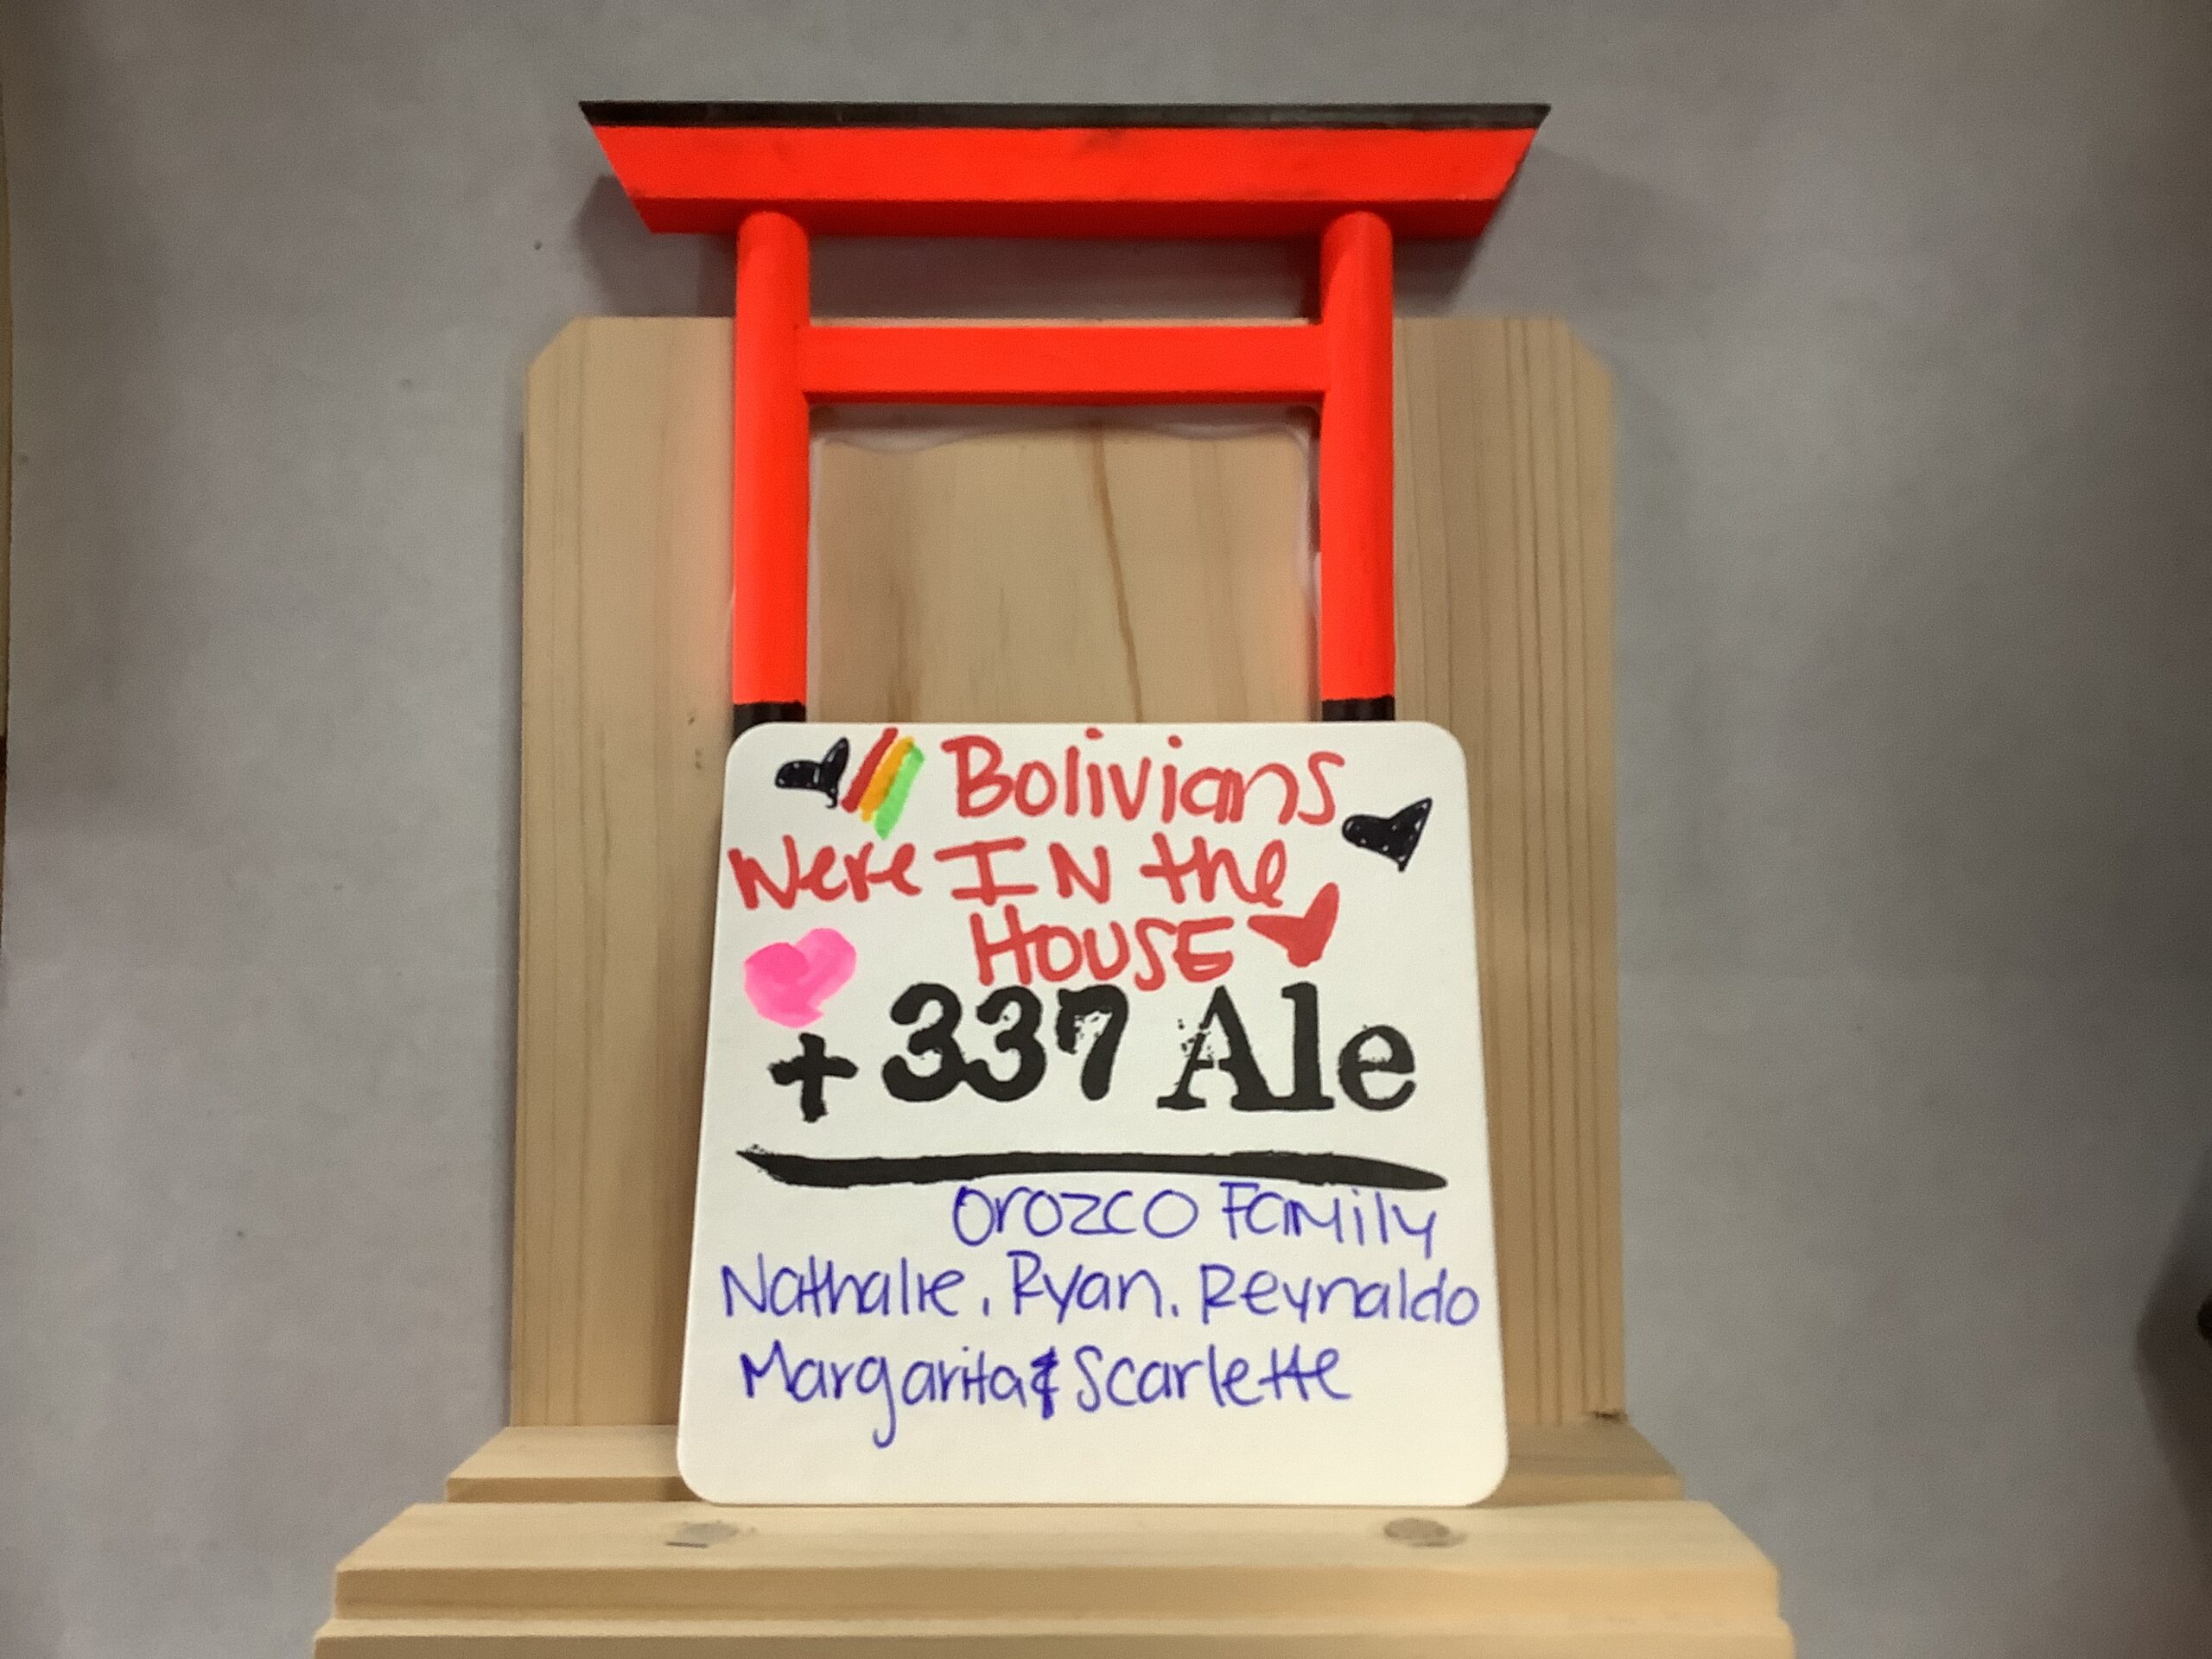 Bolivians
Were IN the
HOUSE
+337 Ale
Orozco Family
Nathalie, Ryan, Reynaldo
Margarita & Scarlette